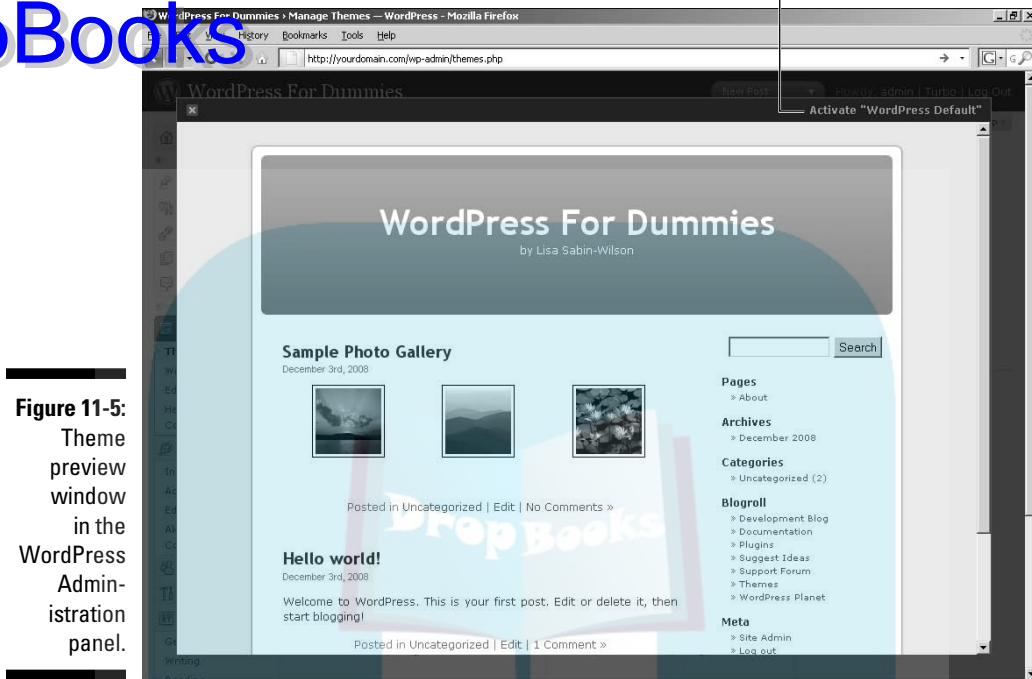 WordPress For Dummies › Manage Themes — WordPress - Mozilla Firefox
History Bookmarks Tools Help
http://yourdomain.com/wp-admin/themes.php
WordPress For Dummies
New Post
Howdy, admin | Turbo | Log Out
Activate "WordPress Default"
WordPress For Dummies
by Lisa Sabin-Wilson
Sample Photo Gallery
December 3rd, 2008
Posted in Uncategorized | Edit | No Comments »
Hello world!
December 3rd, 2008
Welcome to WordPress. This is your first post. Edit or delete it, then
start blogging!
Posted in Uncategorized | Edit | 1 Comment »
Search
Pages
» About
Archives
» December 2008
Categories
» Uncategorized (2)
Blogroll
» Development Blog
» Documentation
» Plugins
» Suggest Ideas
» Support Forum
» Themes
» WordPress Planet
Meta
» Site Admin
» Log out
Writing
DropBooks
pBooks
Figure 11-5:
Theme
preview
window
in the
WordPress
Admin-
istration
panel.